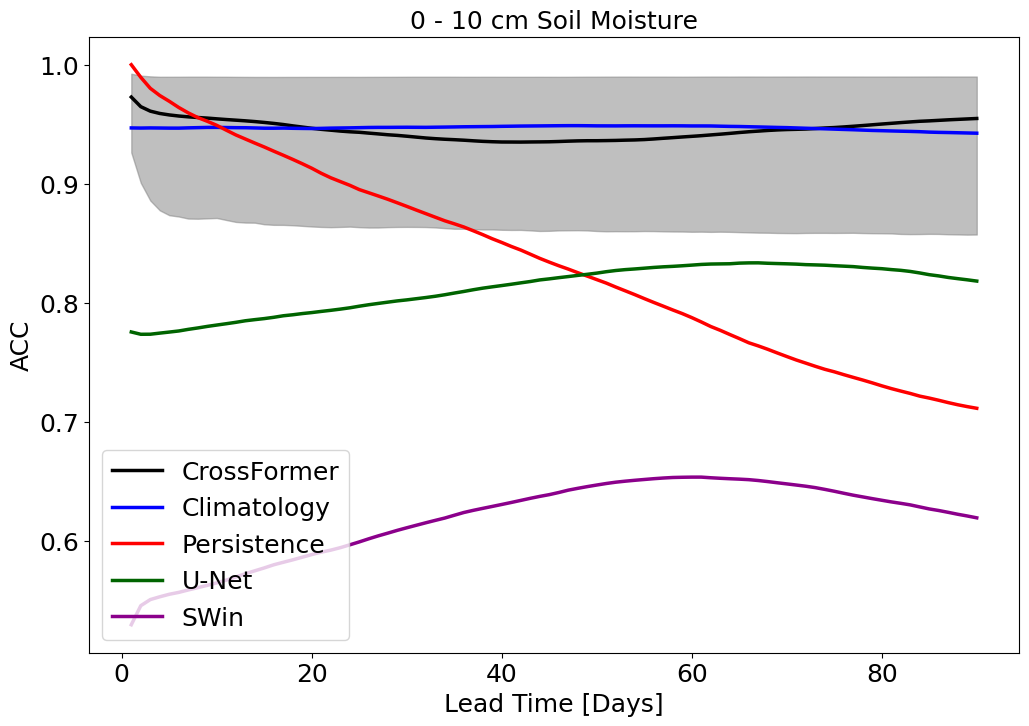 0 - 10 cm Soil Moisture
ACC
1.0
0.9
0.8
0.7
0.6
CrossFormer
Climatology
Persistence
U-Net
SWin
0 20 40 60 80
Lead Time [Days]